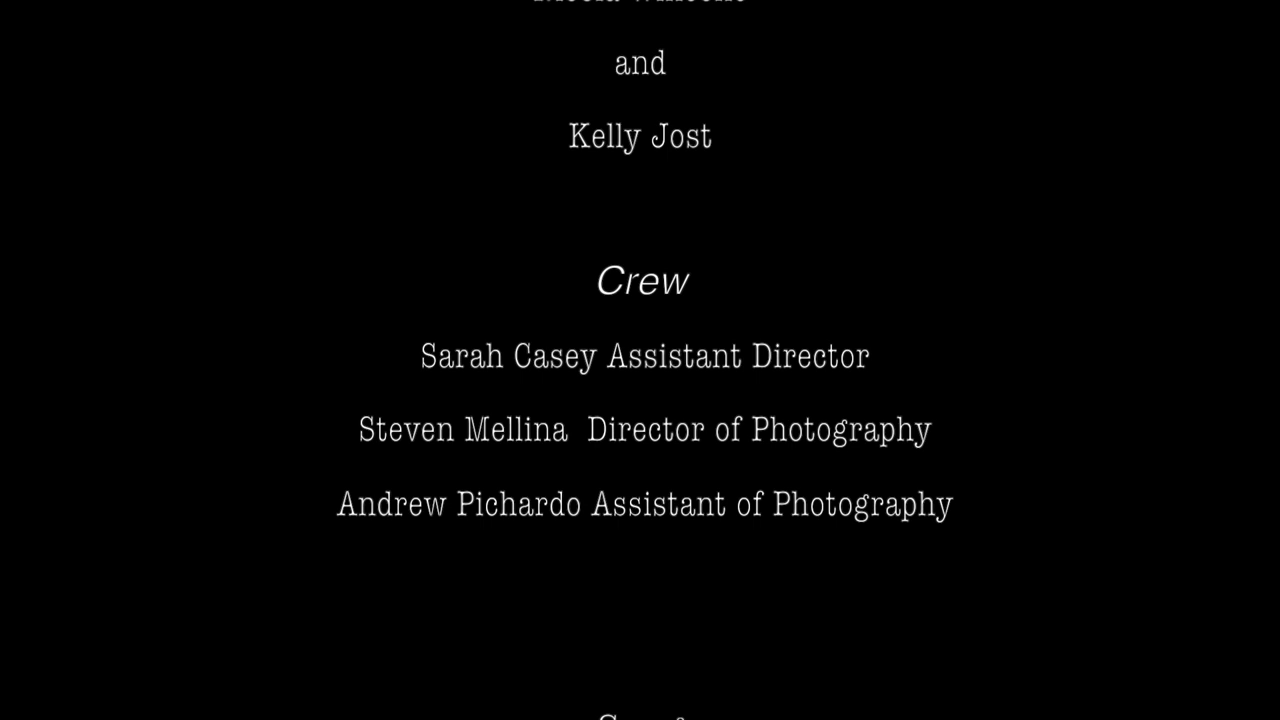 and
Kelly Jost
Crew
Sarah Casey Assistant Director
Steven Mellina  Director of Photography
Andrew Pichardo Assistant of Photography